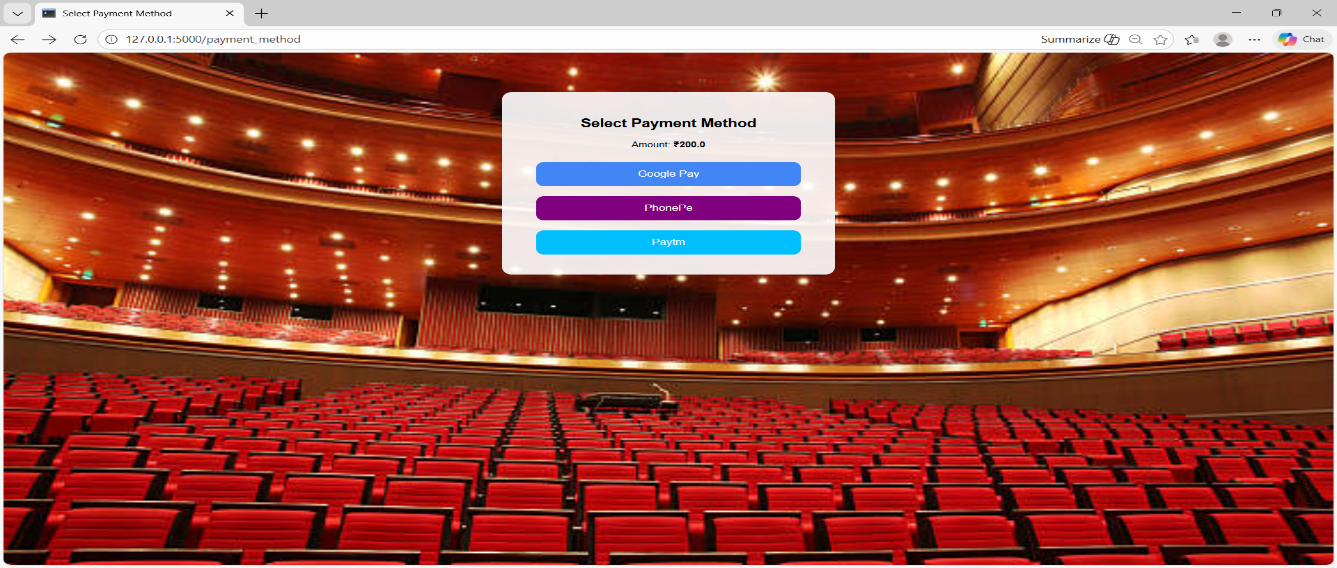 Select Payment Method
127.0.0.1:5000/payment_method
Summarize
Chat
Select Payment Method
Amount: ₹200.0
Google Pay
PhonePe
Paytm